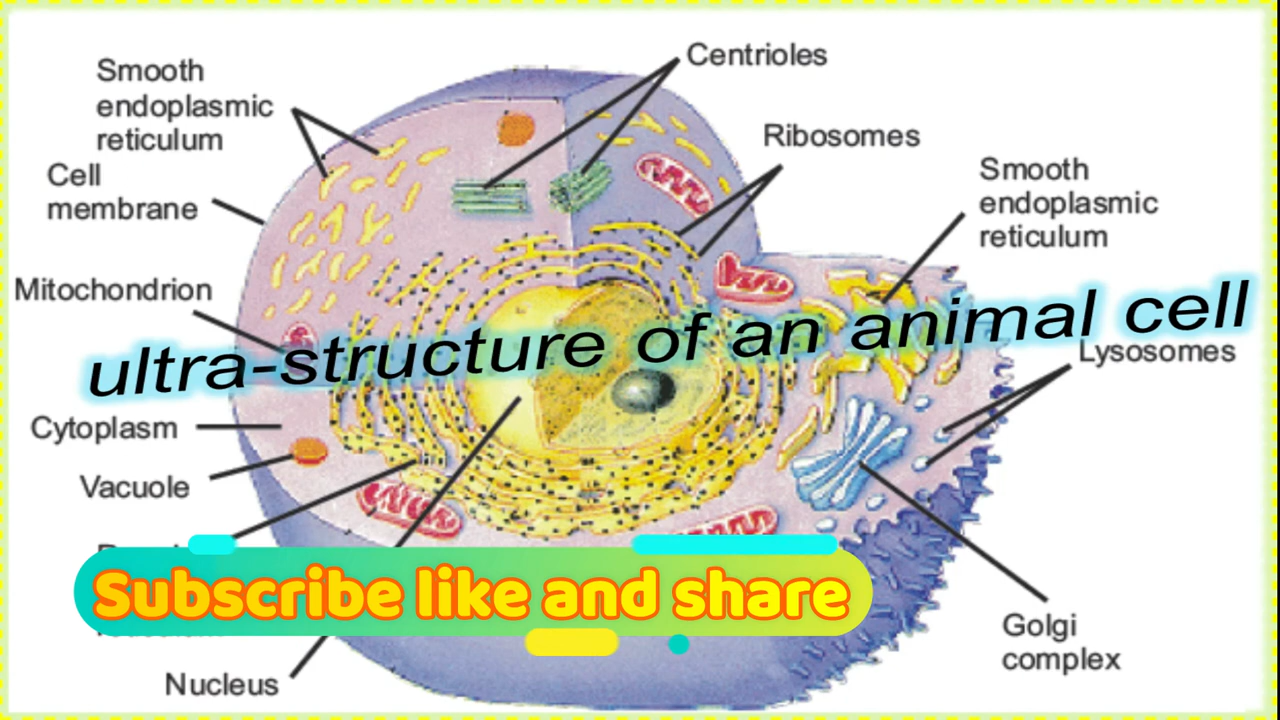 Centrioles
Smooth
endoplasmic
reticulum
Ribosomes
Cell
membrane
Smooth
endoplasmic
reticulum
Mitochondrion
ultra-structure of an animal cell
Lysosomes
Cytoplasm
Vacuole
Subscribe like and share
Golgi
complex
Nucleus